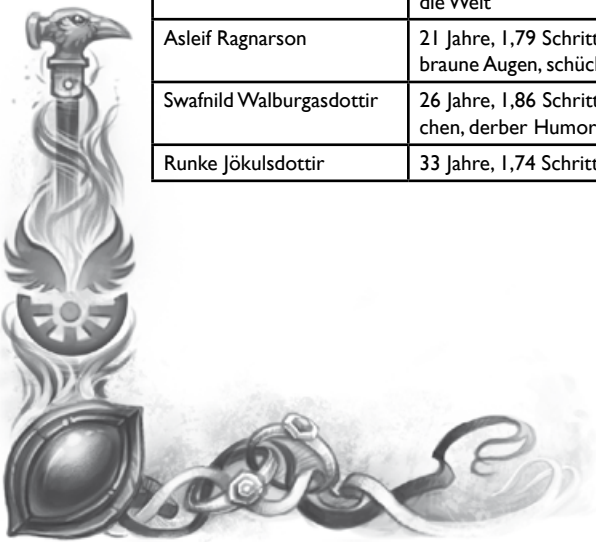 die Welt
Asleif Ragnarson 21 Jahre, 1,79 Schritt
braune Augen,
Swafnild Walburgasdottir 26 Jahre, 1,86 Schritt
chen, derber Humor
Runke Jökulsdottir 33 Jahre, 1,74 Schritt